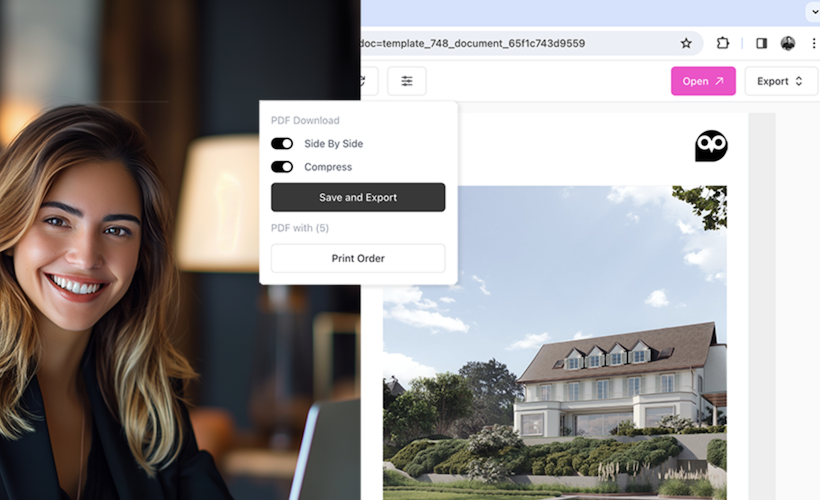 doc=template_748_document_65f1c743d9559
Open
Export
PDF Download
Side By Side
Compress
Save and Export
PDF with (5)
Print Order